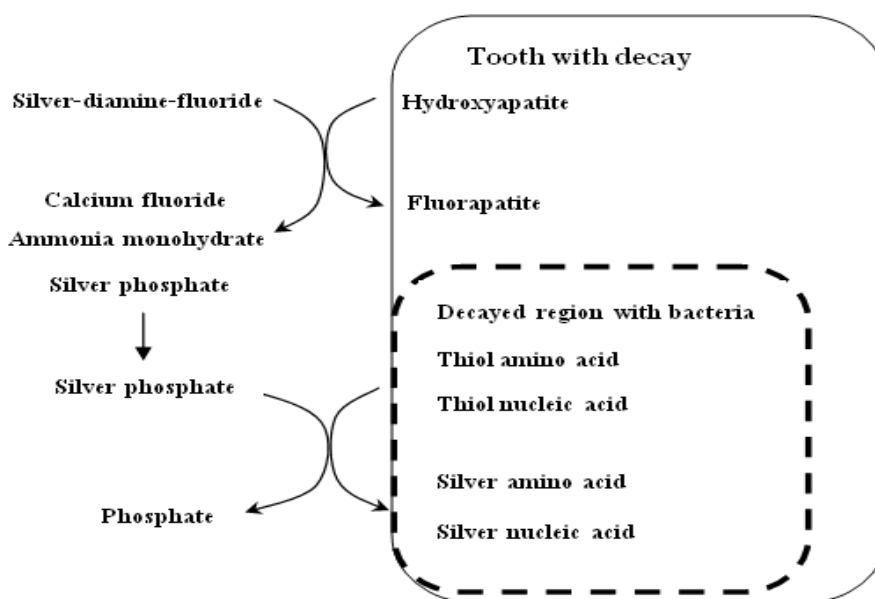 Tooth with decay
Silver-diamine-fluoride
Hydroxyapatite
Calcium fluoride
Fluorapatite
Ammonia monohydrate
Silver phosphate
Decayed region with bacteria
Thiol amino acid
Silver phosphate
Thiol nucleic acid
Silver amino acid
Phosphate
Silver nucleic acid